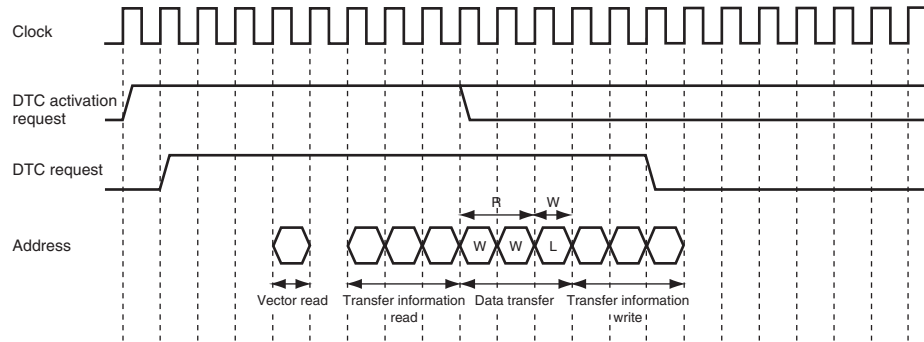 Clock
DTC activation
request
DTC request
R W
Address
W W L
Vector read Transfer information Data transfer Transfer information
read write